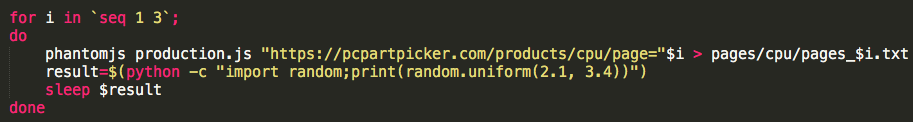 for i in `seq 1 3`;
do
    phantomjs production.js "https://pcpartpicker.com/products/cpu/page="$i > pages/cpu/pages_$i.txt
    result=$(python -c "import random;print(random.uniform(2.1, 3.4))")
    sleep $result
done